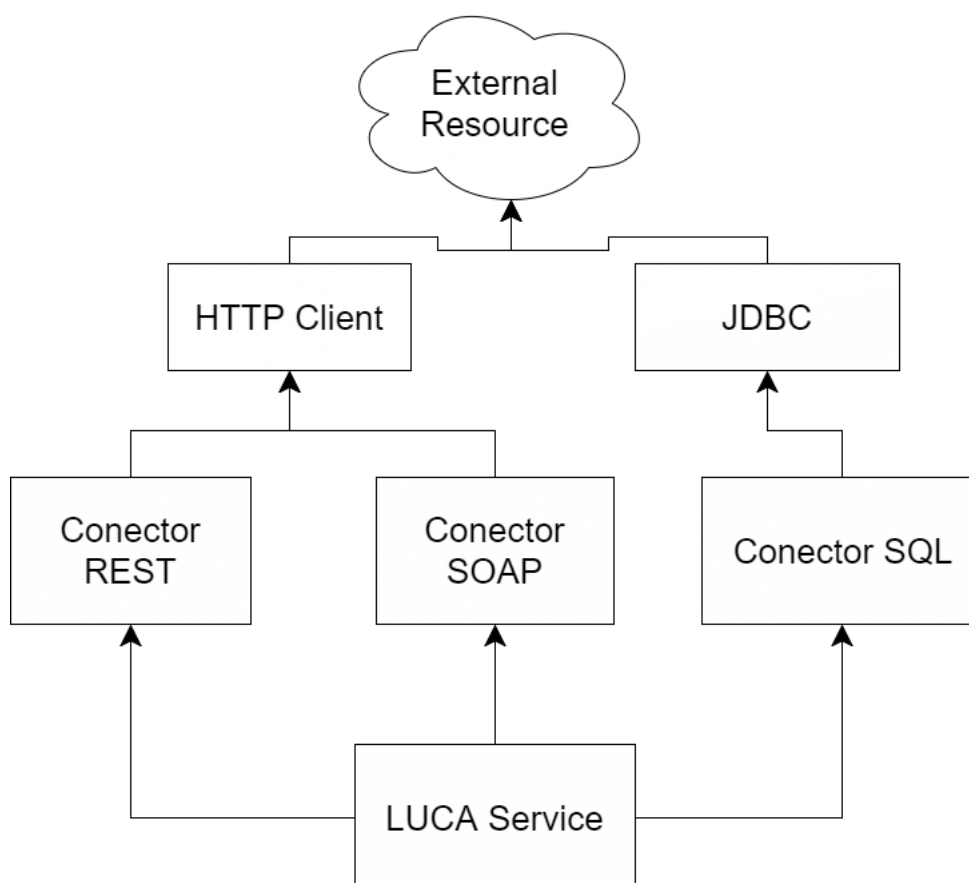 External
Resource
HTTP Client
JDBC
Conector
REST
Conector
SOAP
Conector SQL
LUCA Service